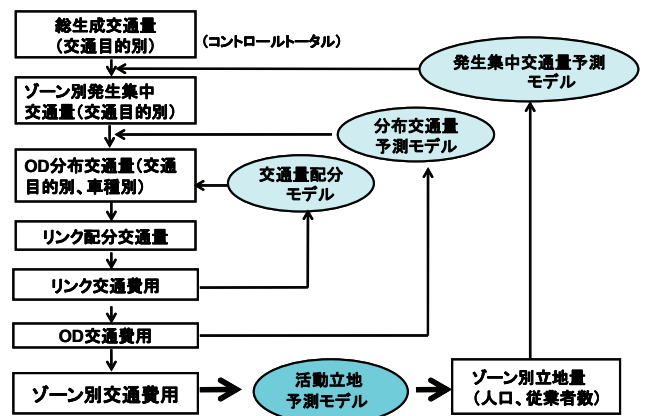 総生成交通量
(交通目的別)
(コントロールトータル)
発生集中交通量予測
モデル
ゾーン別発生集中
交通量(交通目的別)
分布交通量
予測モデル
OD分布交通量(交通
目的別、車種別)
交通量配分
モデル
リンク配分交通量
リンク交通費用
OD交通費用
ゾーン別交通費用
活動立地
予測モデル
ゾーン別立地量
(人口、従業者数)